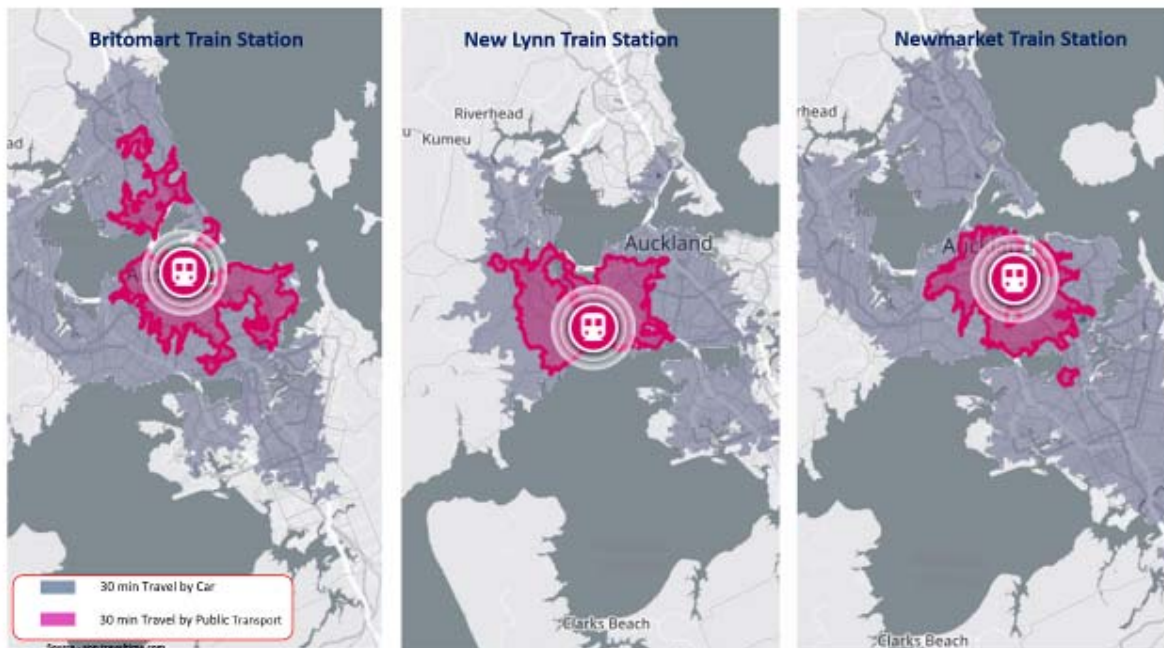 Britomart Train Station
New Lynn Train Station
Newmarket Train Station
Riverhead
Kumeu
ad
u
rhead
Auckland
Clarks Beach
Clarks Beach
30 min Travel by Car
30 min Travel by Public Transport